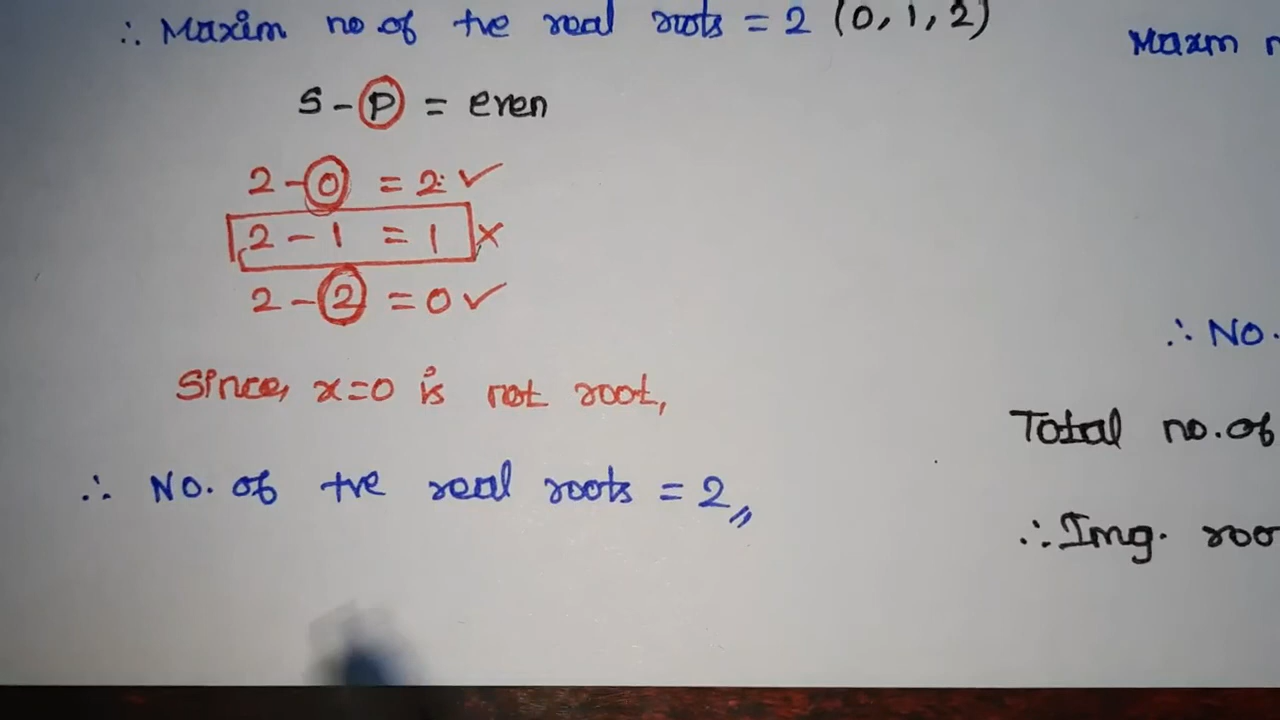 ∴ Maxim no.of +ve real roots = 2 (0, 1, 2)
S - P = even
2 - 0 = 2 ✓
2 - 1 = 1 ×
2 - 2 = 0 ✓
Since, x=0 is not root,
∴ No. of +ve real roots = 2,,
Maxm
∴ No.
Total no.of
∴ Img. roo